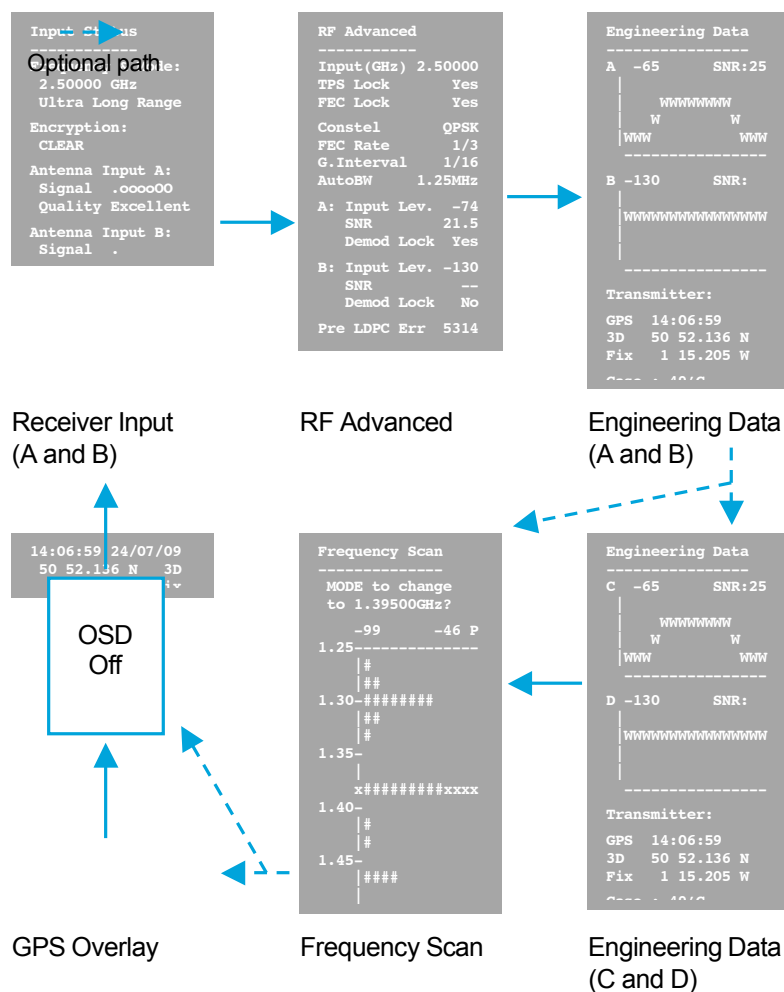 Input Status
------------
Optional path
2.50000 GHz
Ultra Long Range
Encryption:
CLEAR
Antenna Input A:
Signal .ooooOO
Quality Excellent
Antenna Input B:
Signal .
Receiver Input
(A and B)
RF Advanced
-----------
Input(GHz) 2.50000
TPS Lock Yes
FEC Lock Yes
Constel QPSK
FEC Rate 1/3
G.Interval 1/16
AutoBW 1.25MHz
A: Input Lev. -74
SNR 21.5
Demod Lock Yes
B: Input Lev. -130
SNR --
Demod Lock No
Pre LDPC Err 5314
RF Advanced
Engineering Data
----------------
A -65 SNR:25
|
| WWWWWWWW
| W W
|WWW WWW
----------------
B -130 SNR:
|
|WWWWWWWWWWWWWWWW
|
|
----------------
Transmitter:
GPS 14:06:59
3D 50 52.136 N
Fix 1 15.205 W
Engineering Data
(A and B)
14:06:59 24/07/09
50 52.136 N 3D
OSD
Off
GPS Overlay
Frequency Scan
--------------
MODE to change
to 1.39500GHz?
-99 -46 P
1.25--------------
|#
|##
1.30-########
|##
|#
1.35-
|
x#########xxxx
1.40-
|#
|#
1.45-
|####
|
Frequency Scan
Engineering Data
----------------
C -65 SNR:25
|
| WWWWWWWW
| W W
|WWW WWW
----------------
D -130 SNR:
|
|WWWWWWWWWWWWWWWW
|
|
----------------
Transmitter:
GPS 14:06:59
3D 50 52.136 N
Fix 1 15.205 W
Engineering Data
(C and D)